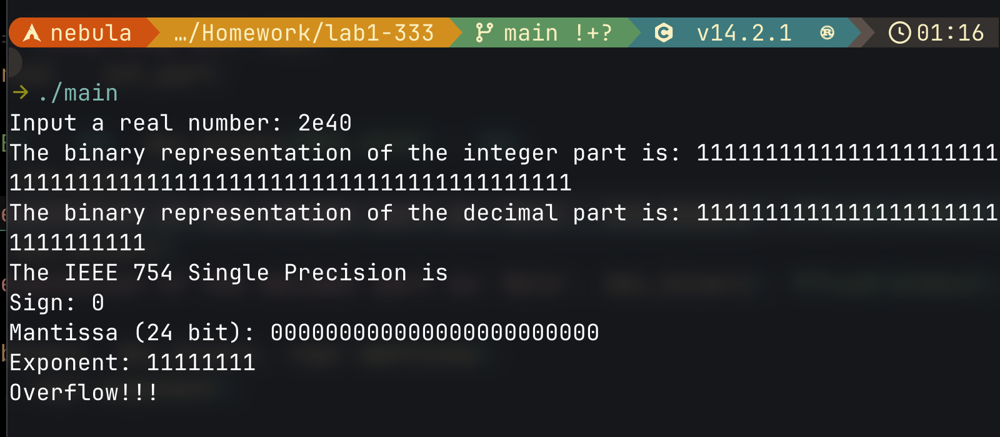 nebula …/Homework/lab1-333 main !+? C v14.2.1 R 01:16
→ ./main
Input a real number: 2e40
The binary representation of the integer part is: 1111111111111111111111
11111111111111111111111111111111111111111
The binary representation of the decimal part is: 1111111111111111111111
1111111111
The IEEE 754 Single Precision is
Sign: 0
Mantissa (24 bit): 000000000000000000000000
Exponent: 11111111
Overflow!!!